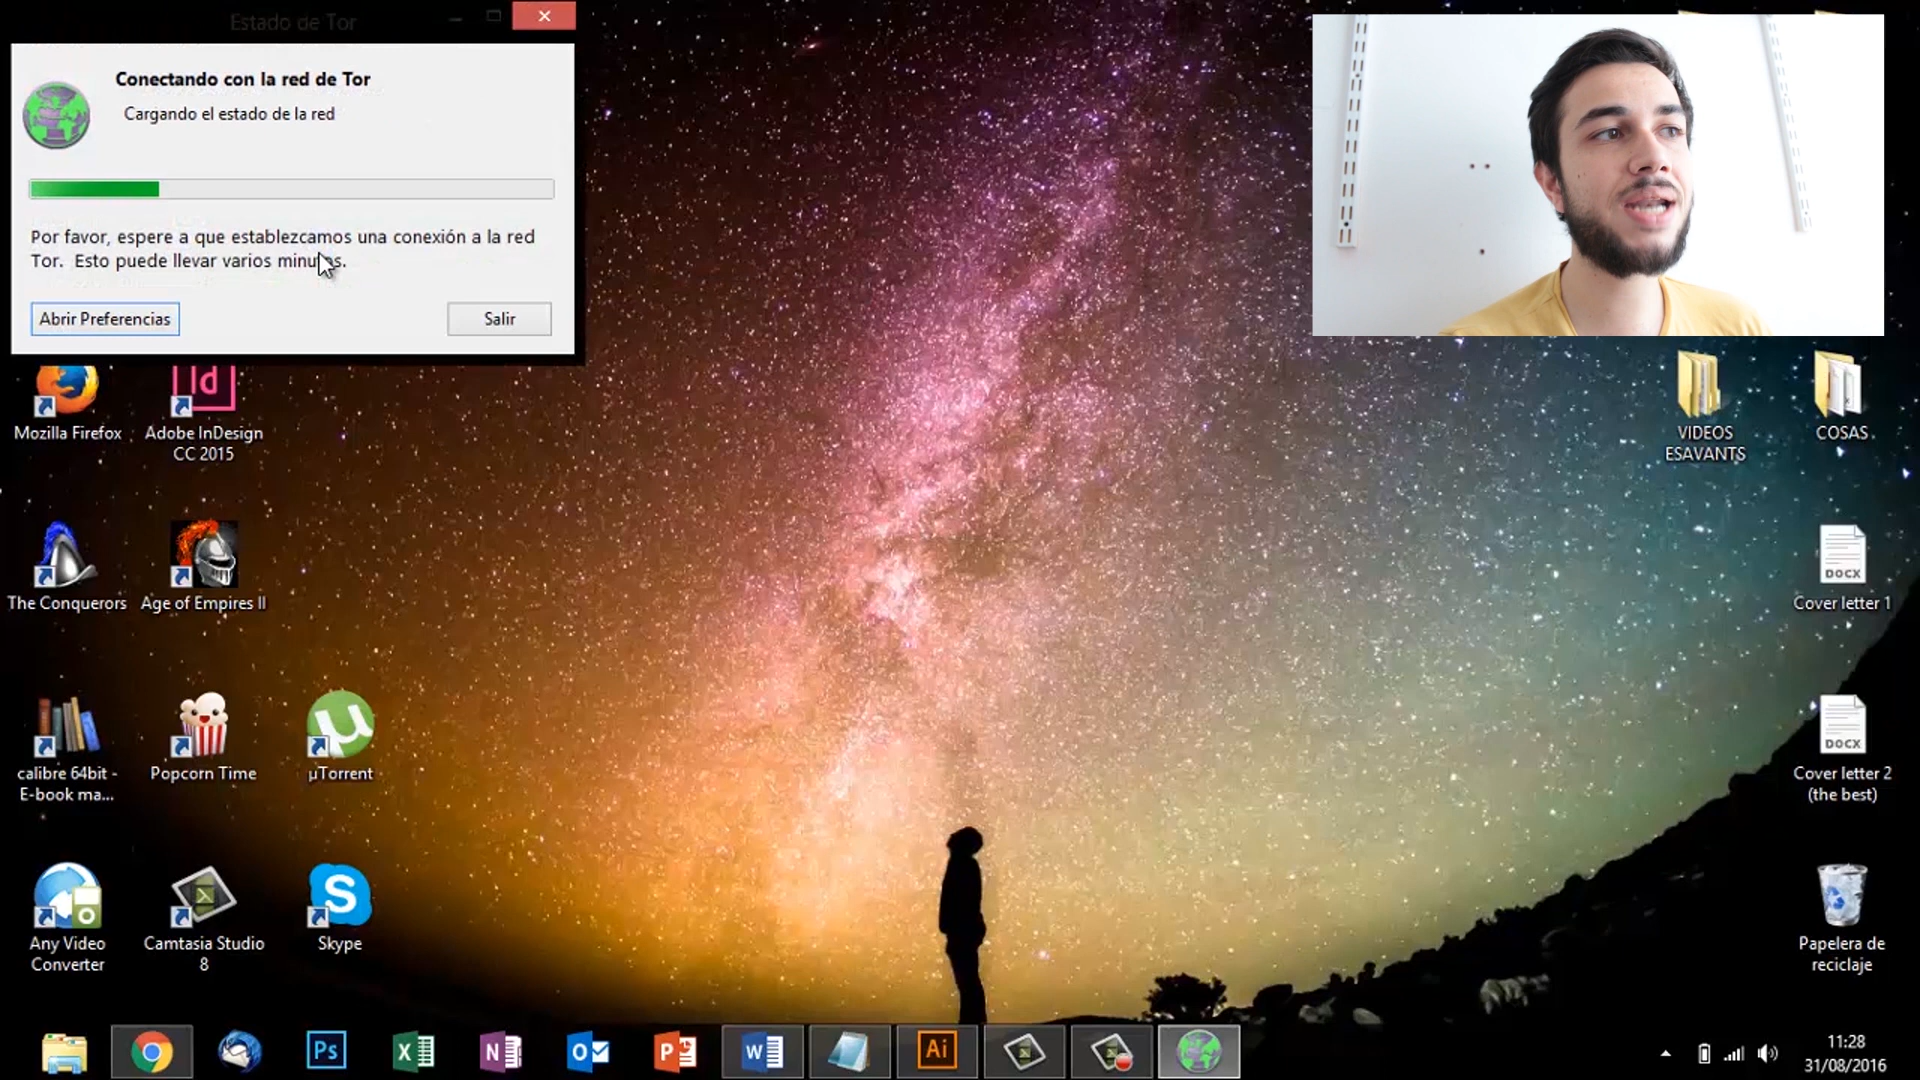 Estado de Tor
Conectando con la red de Tor
Cargando el estado de la red
Por favor, espere a que establezcamos una conexión a la red
Tor. Esto puede llevar varios minutos.
Abrir Preferencias
Salir
Id
Mozilla Firefox
Adobe InDesign
CC 2015
VIDEOS
ESAVANTS
COSAS
The Conquerors
Age of Empires II
DOCX
Cover letter 1
µ
calibre 64bit -
E-book ma...
Popcorn Time
µTorrent
DOCX
Cover letter 2
(the best)
S
Any Video
Converter
Camtasia Studio
8
Skype
Papelera de
reciclaje
Ps
X
N
O
P
W
Ai
11:28
31/08/2016